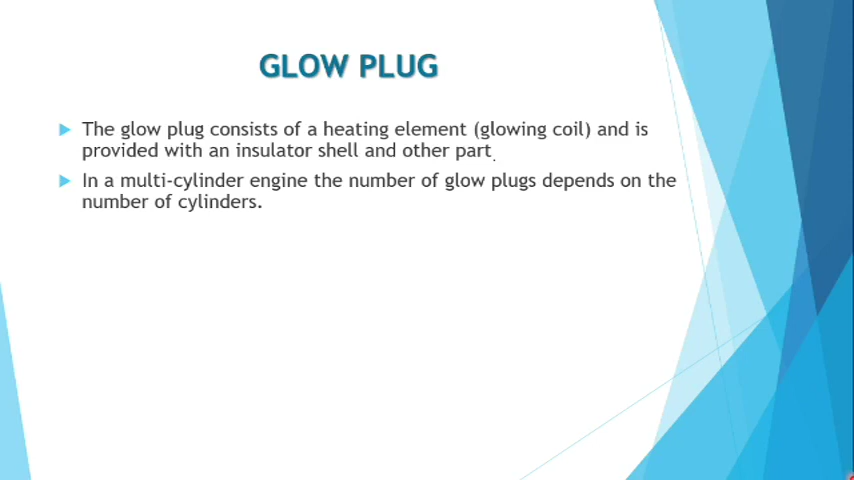 GLOW PLUG
The glow plug consists of a heating element (glowing coil) and is
provided with an insulator shell and other part.
In a multi-cylinder engine the number of glow plugs depends on the
number of cylinders.